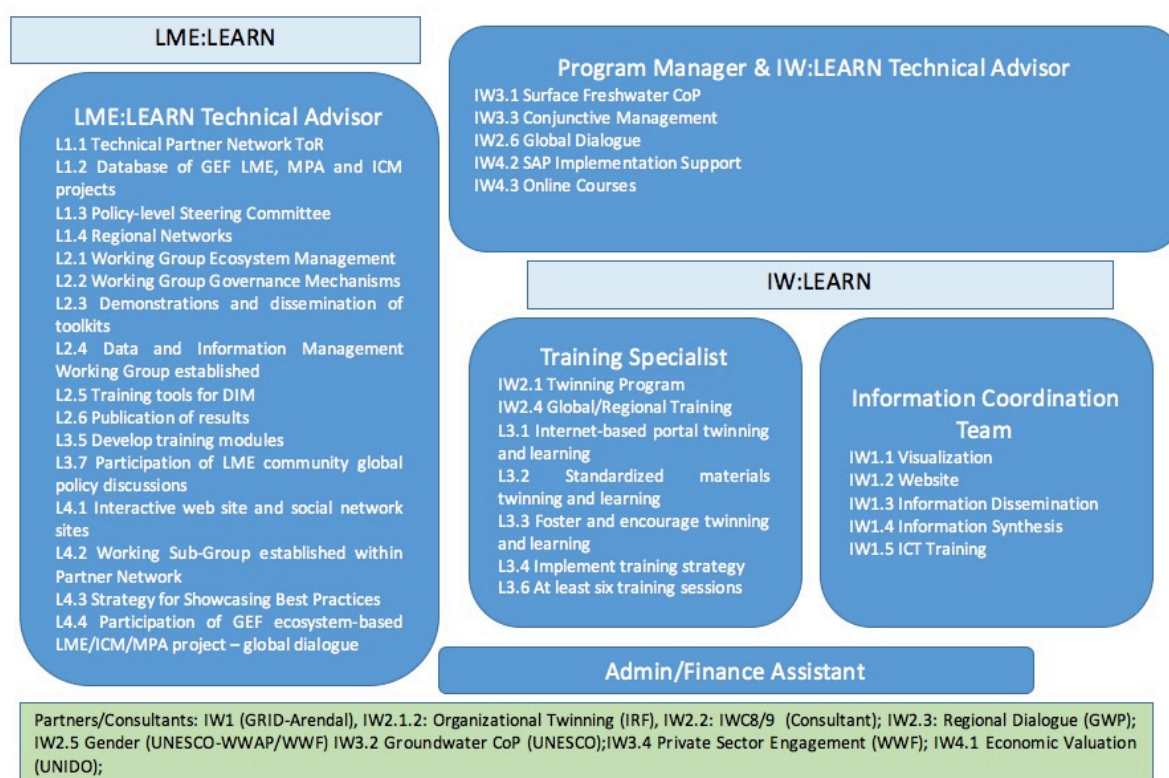 LME:LEARN
LME:LEARN Technical Advisor
L1.1 Technical Partner Network ToR
L1.2 Database of GEF LME, MPA and ICM
projects
L1.3 Policy-level Steering Committee
L1.4 Regional Networks
L2.1 Working Group Ecosystem Management
L2.2 Working Group Governance Mechanisms
L2.3 Demonstrations and dissemination of
toolkits
L2.4 Data and Information Management
Working Group established
L2.5 Training tools for DIM
L2.6 Publication of results
L3.5 Develop training modules
L3.7 Participation of LME community global
policy discussions
L4.1 Interactive web site and social network
sites
L4.2 Working Sub-Group established within
Partner Network
L4.3 Strategy for Showcasing Best Practices
L4.4 Participation of GEF ecosystem-based
LME/ICM/MPA project – global dialogue
Program Manager & IW:LEARN Technical Advisor
IW3.1 Surface Freshwater CoP
IW3.3 Conjunctive Management
IW2.6 Global Dialogue
IW4.2 SAP Implementation Support
IW4.3 Online Courses
IW:LEARN
Training Specialist
IW2.1 Twinning Program
IW2.4 Global/Regional Training
L3.1 Internet-based portal twinning
and learning
L3.2 Standardized materials
twinning and learning
L3.3 Foster and encourage twinning
and learning
L3.4 Implement training strategy
L3.6 At least six training sessions
Information Coordination
Team
IW1.1 Visualization
IW1.2 Website
IW1.3 Information Dissemination
IW1.4 Information Synthesis
IW1.5 ICT Training
Admin/Finance Assistant
Partners/Consultants: IW1 (GRID-Arendal), IW2.1.2: Organizational Twinning (IRF), IW2.2: IWC8/9 (Consultant); IW2.3: Regional Dialogue (GWP);
IW2.5 Gender (UNESCO-WWAP/WWF) IW3.2 Groundwater CoP (UNESCO);IW3.4 Private Sector Engagement (WWF); IW4.1 Economic Valuation
(UNIDO);